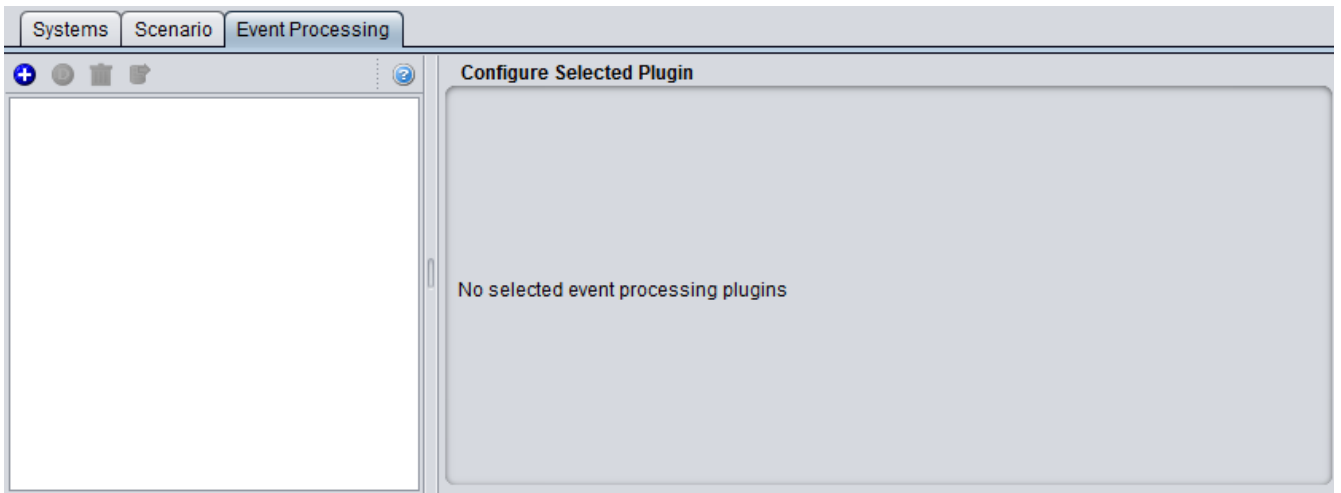 Systems
Scenario
Event Processing
Configure Selected Plugin
No selected event processing plugins